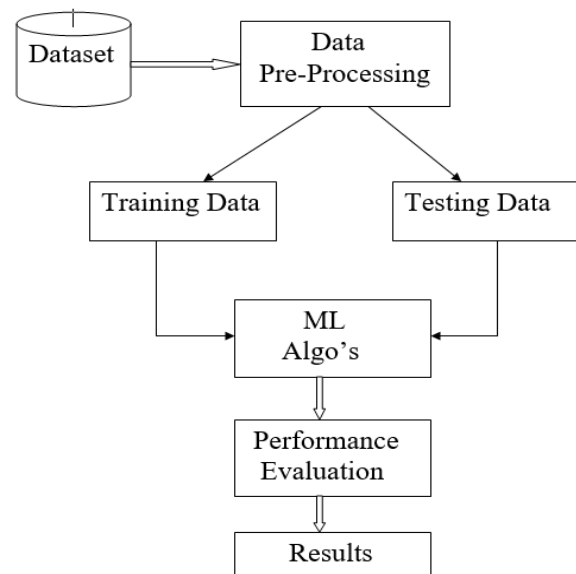 Dataset
Data
Pre-Processing
Training Data
Testing Data
ML
Algo’s
Performance
Evaluation
Results